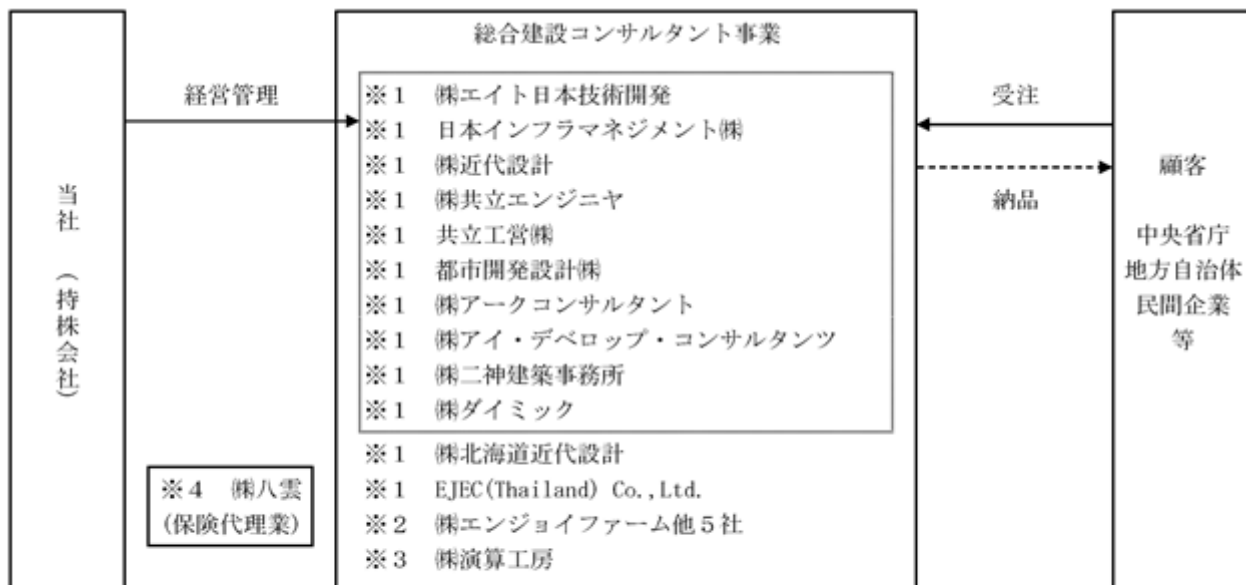 当社（持株会社）
経営管理
総合建設コンサルタント事業
※１　㈱エイト日本技術開発
※１　日本インフラマネジメント㈱
※１　㈱近代設計
※１　㈱共立エンジニヤ
※１　共立工営㈱
※１　都市開発設計㈱
※１　㈱アークコンサルタント
※１　㈱アイ・デベロップ・コンサルタンツ
※１　㈱二神建築事務所
※１　㈱ダイミック
※１　㈱北海道近代設計
※１　EJEC(Thailand) Co.,Ltd.
※２　㈱エンジョイファーム他５社
※３　㈱演算工房
※４　㈱八雲
(保険代理業)
受注
納品
顧客
中央省庁
地方自治体
民間企業
等